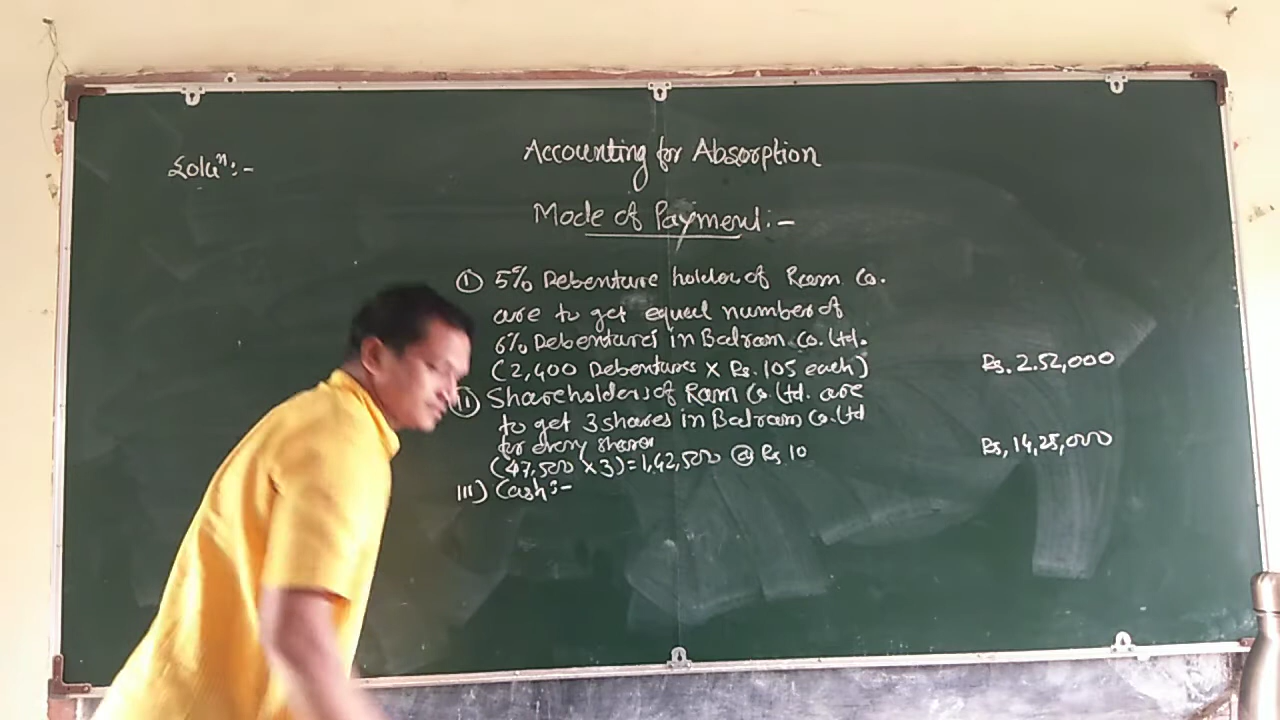 Soluⁿ:-
Accounting for Absorption
Mode of Payment:-
① 5% Debenture holder of Ram Co.
are to get equal number of
6% Debentures in Balram Co. Ltd.
(2,400 Debentures X Rs. 105 each) Rs. 2.52,000
⑪ Shareholders of Ram Co Ltd. are
to get 3 shares in Balram Co. Ltd
for every shares
(47,500 X 3) = 1,42,500 @ Rs 10 Rs, 14,25,000
III) Cash:-